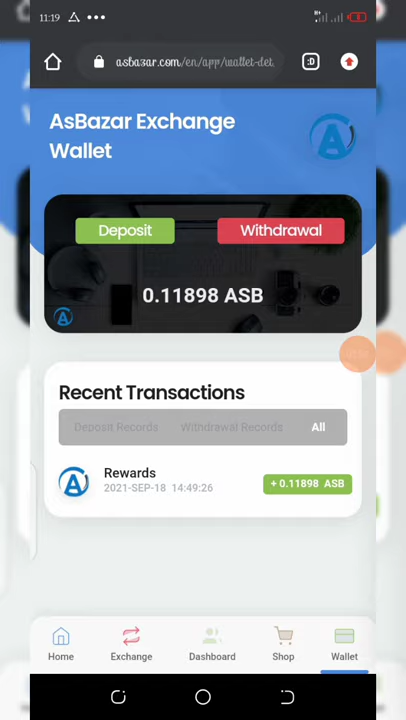 11:19
:D
asbazar.com/en/app/wallet-det
AsBazar Exchange
Wallet
Deposit
Withdrawal
0.11898 ASB
Recent Transactions
Deposit Records Withdrawal Records All
Rewards
2021-SEP-18 14:49:26
+ 0.11898 ASB
Home Exchange Dashboard Shop Wallet